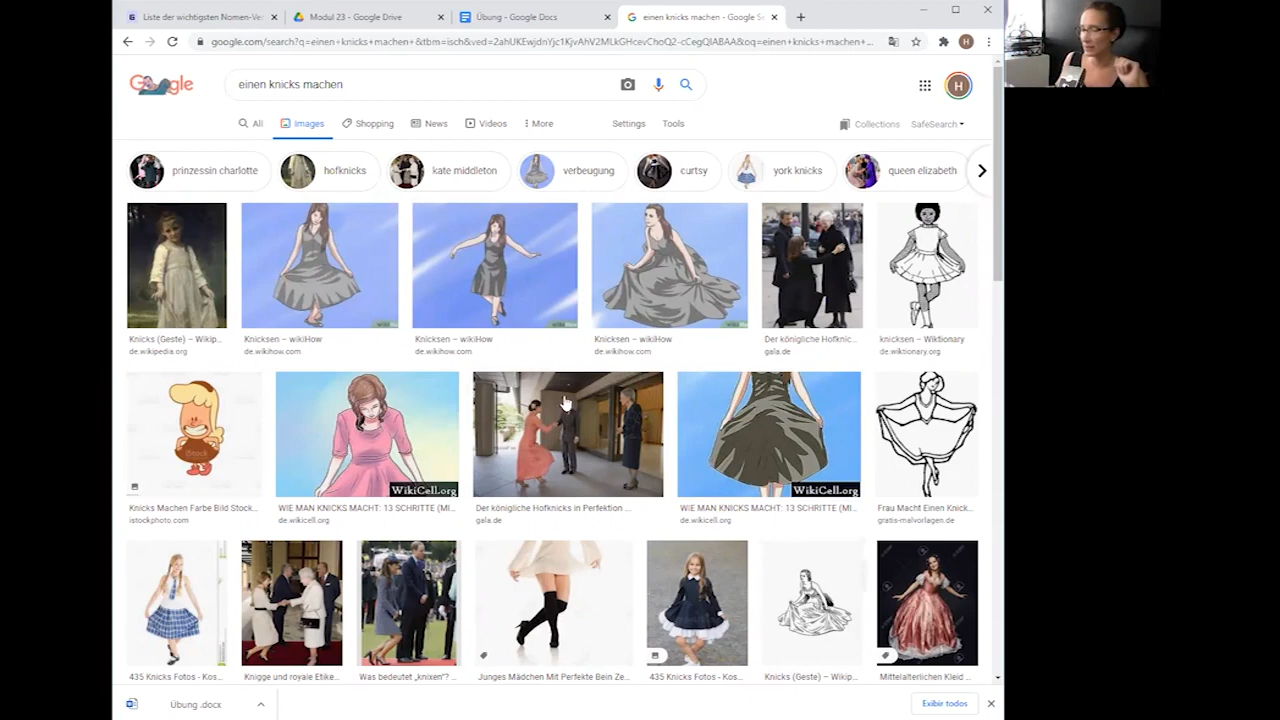 Liste der wichtigsten Nomen-Ve
Modul 23 - Google Drive
Übung - Google Docs
einen knicks machen - Google S
google.com/search?q=einen+knicks+machen+&tbm=isch&ved=2ahUKEwjdnYjc1KjvAhV2MLkGHcevChoQ2-cCegQIABAA&oq=einen+knicks+machen+...
Google
einen knicks machen
H
All
Images
Shopping
News
Videos
More
Settings
Tools
Collections
SafeSearch
prinzessin charlotte
hofknicks
kate middleton
verbeugung
curtsy
york knicks
queen elizabeth
Knicks (Geste) – Wikip...
de.wikipedia.org
Knicksen – wikiHow
de.wikihow.com
Knicksen – wikiHow
de.wikihow.com
Knicksen – wikiHow
de.wikihow.com
Der königliche Hofknic...
gala.de
knicksen – Wiktionary
de.wiktionary.org
iStock
WikiCell.org
WikiCell.org
Knicks Machen Farbe Bild Stock...
istockphoto.com
WIE MAN KNICKS MACHT: 13 SCHRITTE (MI...
de.wikicell.org
Der königliche Hofknicks in Perfektion ...
gala.de
WIE MAN KNICKS MACHT: 13 SCHRITTE (MI...
de.wikicell.org
Frau Macht Einen Knick...
gratis-malvorlagen.de
435 Knicks Fotos - Kos...
Knigge und royale Etike...
Was bedeutet „knixen"? ...
Junges Mädchen Mit Perfekte Bein Ze...
435 Knicks Fotos - Kos...
Knicks (Geste) – Wikip...
Mittelalterlichen Kleid ...
Übung .docx
Exibir todos